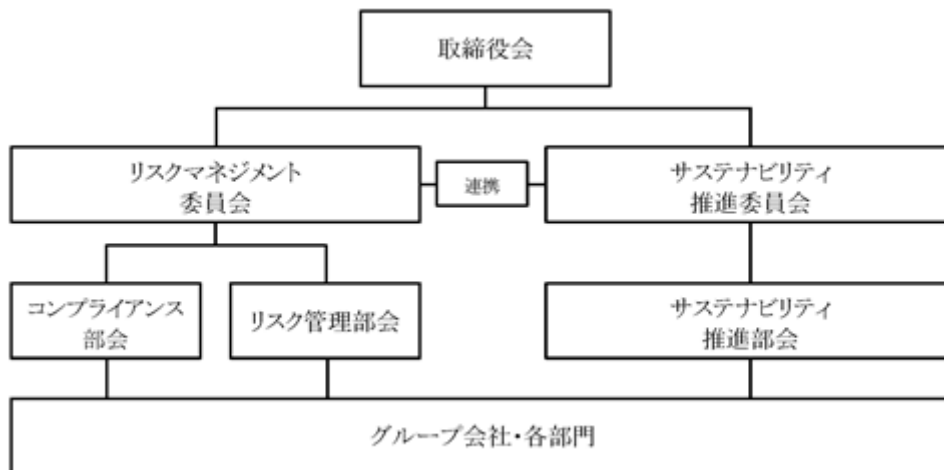 取締役会
リスクマネジメント
委員会
連携
サステナビリティ
推進委員会
コンプライアンス
部会
リスク管理部会
サステナビリティ
推進部会
グループ会社・各部門